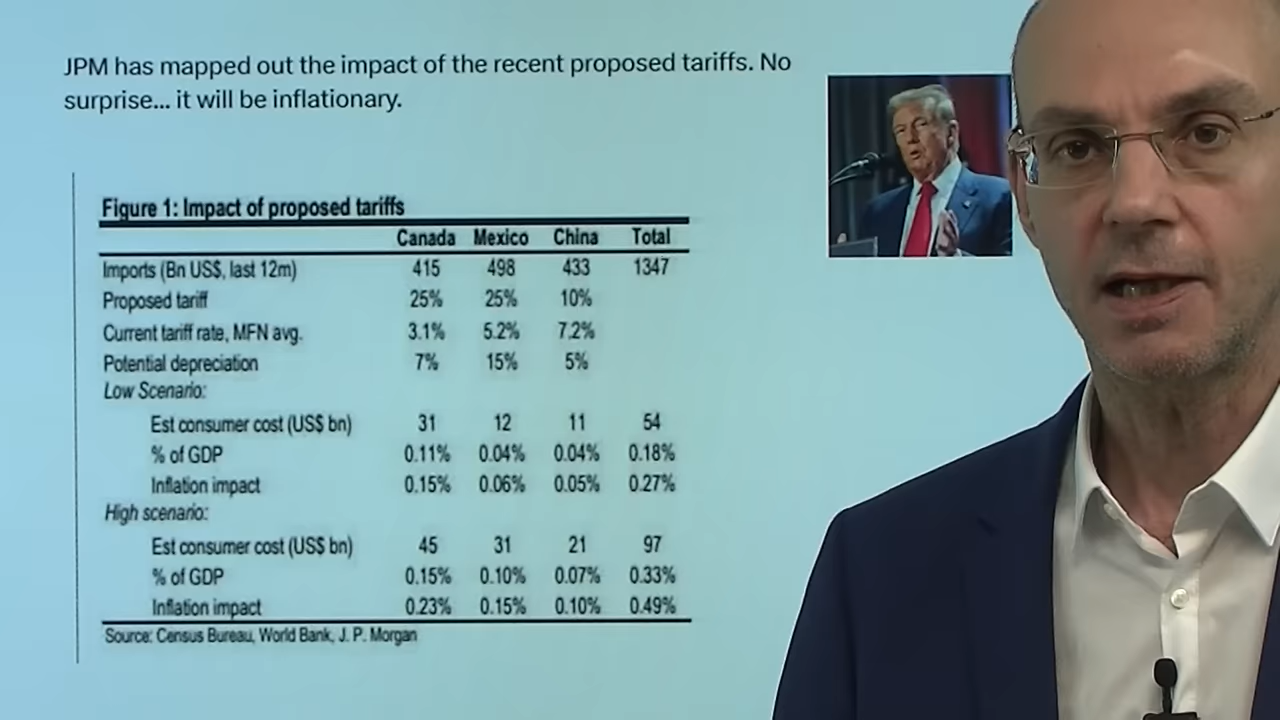 JPM has mapped out the impact of the recent proposed tariffs. No
surprise... it will be inflationary.
Figure 1: Impact of proposed tariffs
Canada Mexico China Total
Imports (Bn US$, last 12m) 415 498 433 1347
Proposed tariff 25% 25% 10%
Current tariff rate, MFN avg. 3.1% 5.2% 7.2%
Potential depreciation 7% 15% 5%
Low Scenario:
Est consumer cost (US$ bn) 31 12 11 54
% of GDP 0.11% 0.04% 0.04% 0.18%
Inflation impact 0.15% 0.06% 0.05% 0.27%
High scenario:
Est consumer cost (US$ bn) 45 31 21 97
% of GDP 0.15% 0.10% 0.07% 0.33%
Inflation impact 0.23% 0.15% 0.10% 0.49%
Source: Census Bureau, World Bank, J. P. Morgan